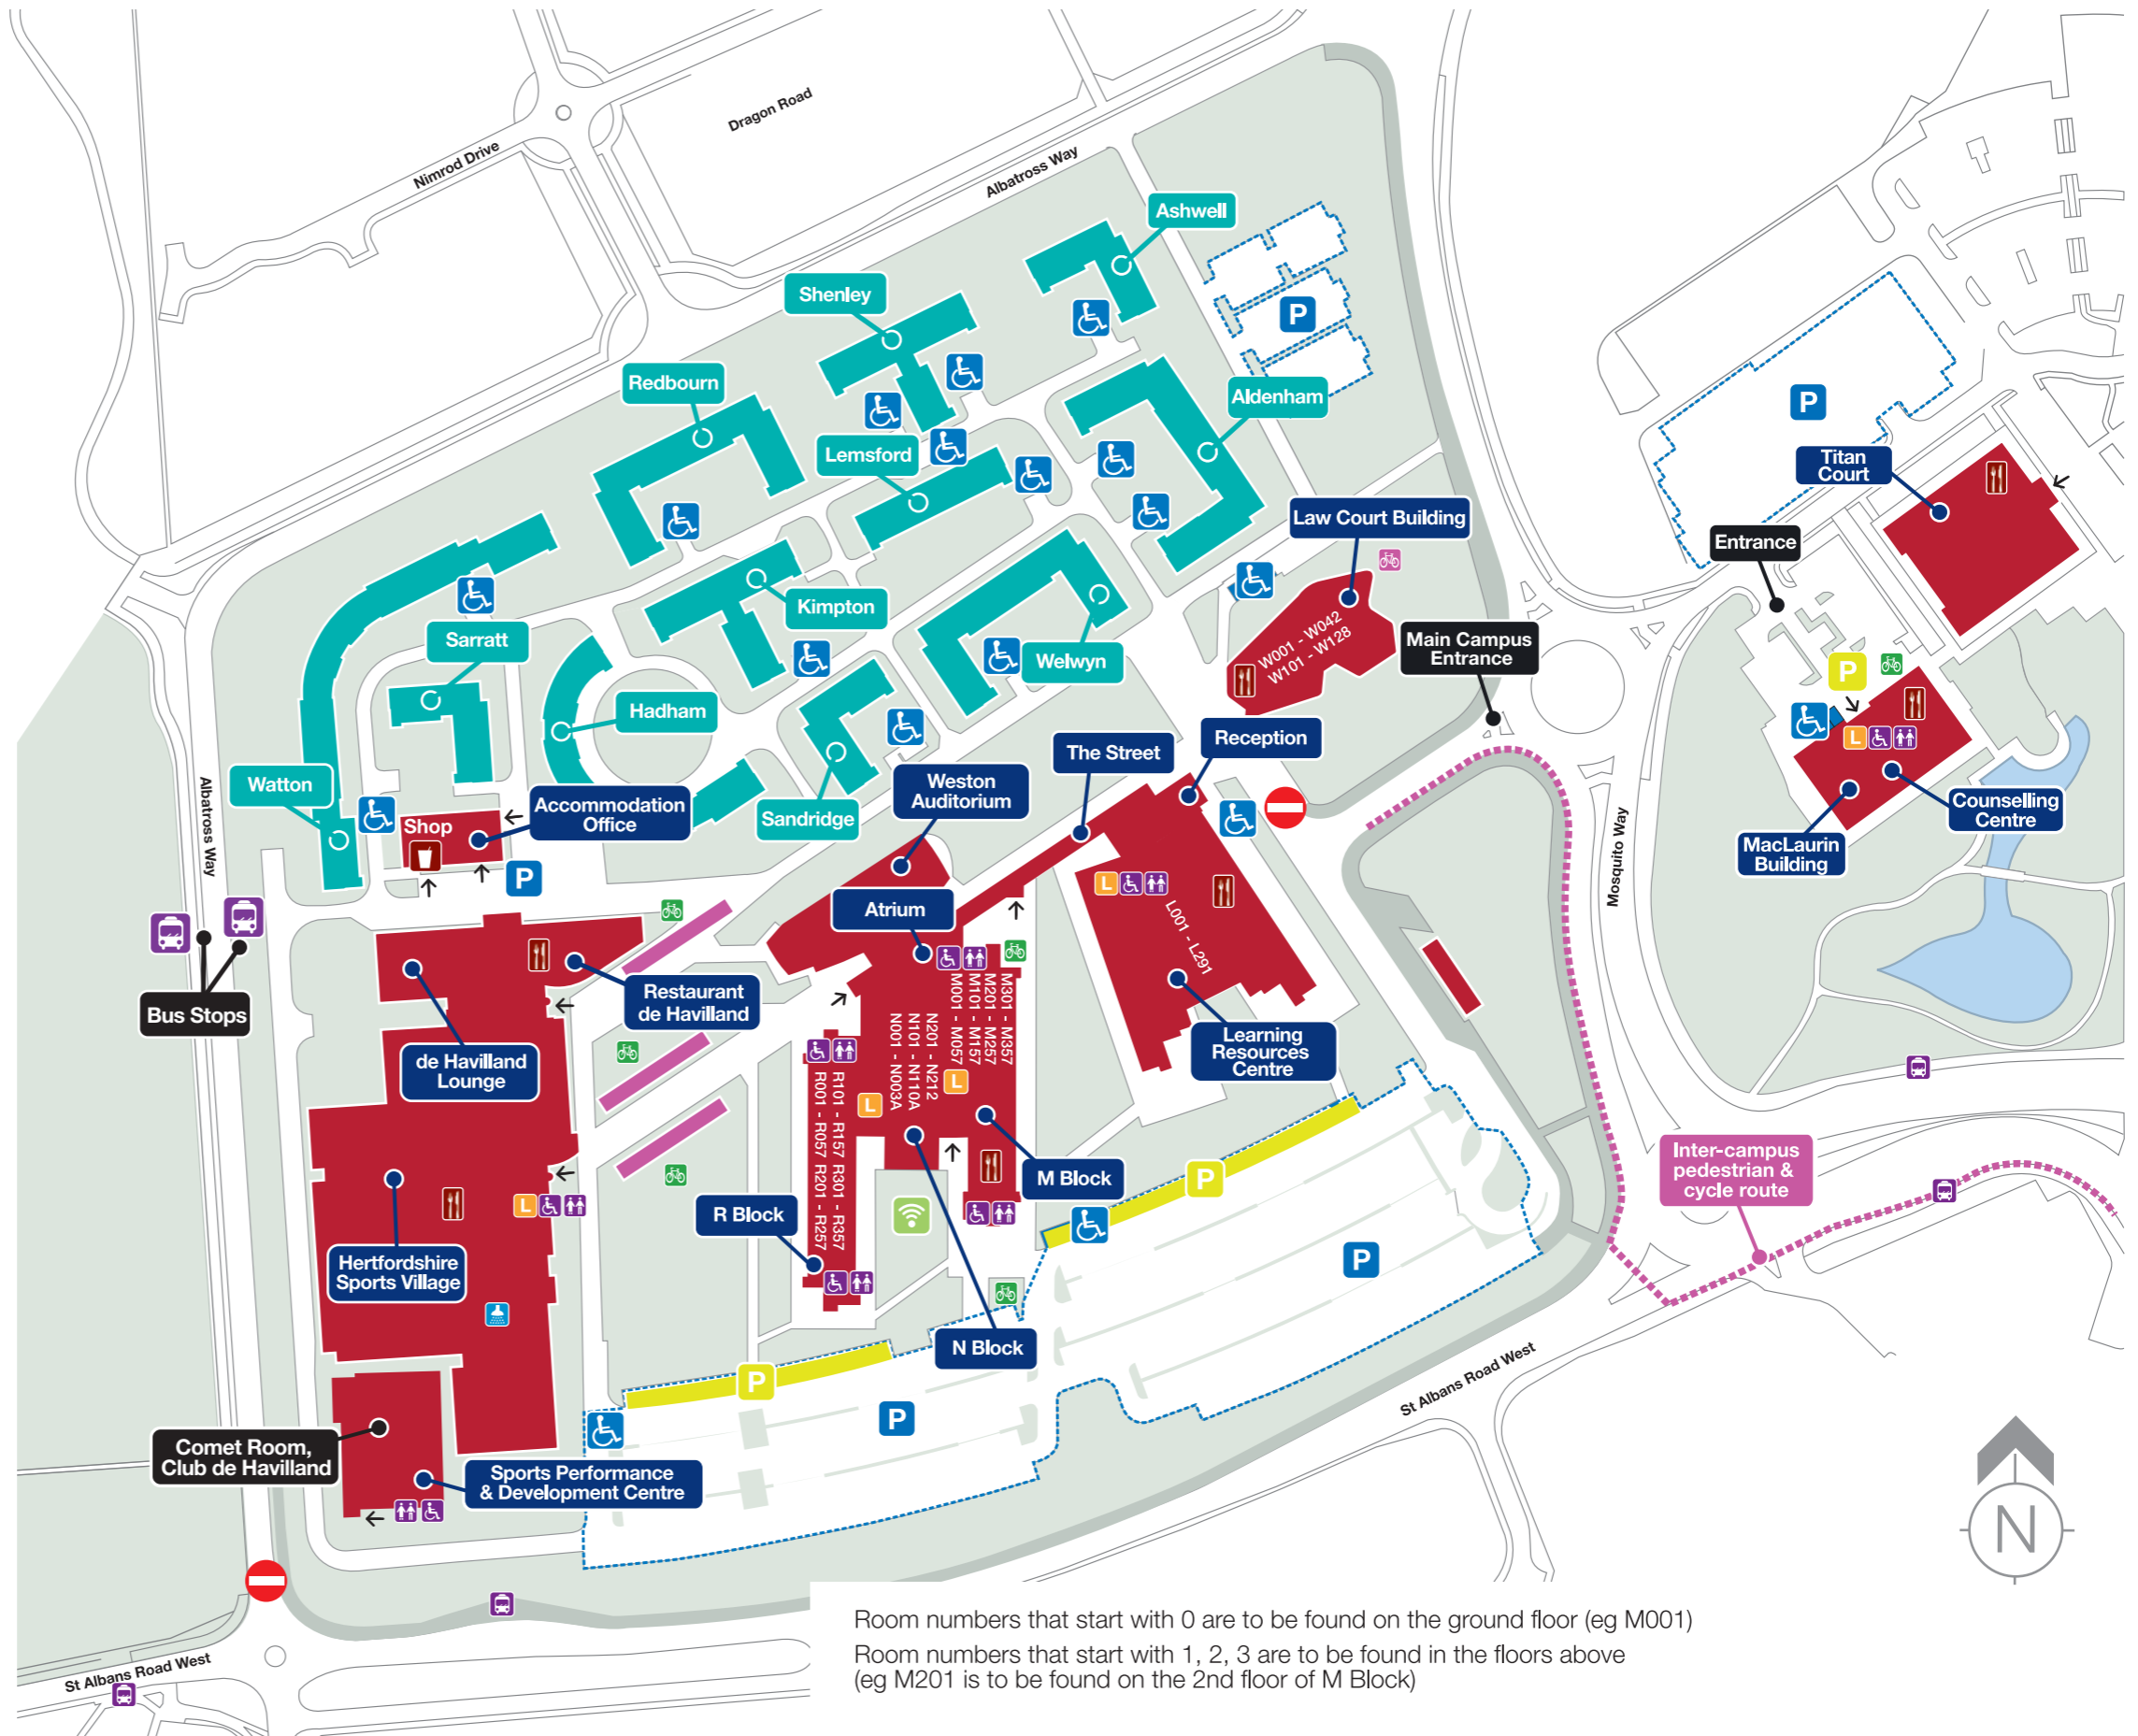 Dragon Road
Nimrod Drive
Albatross Way
Ashwell
Shenley
P
Redbourn
Aldenham
P
Lemsford
Titan
Court
Law Court Building
Entrance
Kimpton
W001 - W042
W101 - W128
Main Campus
Entrance
Sarratt
Welwyn
P
Hadham
L
Reception
The Street
Watton
Weston
Auditorium
Accommodation
Office
Sandridge
Counselling
Centre
Shop
MacLaurin
Building
Albatross Way
Mosquito Way
P
L
Atrium
L001 - L291
Restaurant
de Havilland
Bus Stops
M001 - M057
M101 - M157
M201 - M257
M301 - M357
N001 - N003A
N101 - N110A
N201 - N212
Learning
Resources
Centre
de Havilland
Lounge
L
L
R001 - R057 R201 - R257
R101 - R157 R301 - R357
Inter-campus
pedestrian &
cycle route
M Block
P
L
R Block
Hertfordshire
Sports Village
P
N Block
P
P
St Albans Road West
Comet Room,
Club de Havilland
Sports Performance
& Development Centre
N
Room numbers that start with 0 are to be found on the ground floor (eg M001)
Room numbers that start with 1, 2, 3 are to be found in the floors above
(eg M201 is to be found on the 2nd floor of M Block)
St Albans Road West